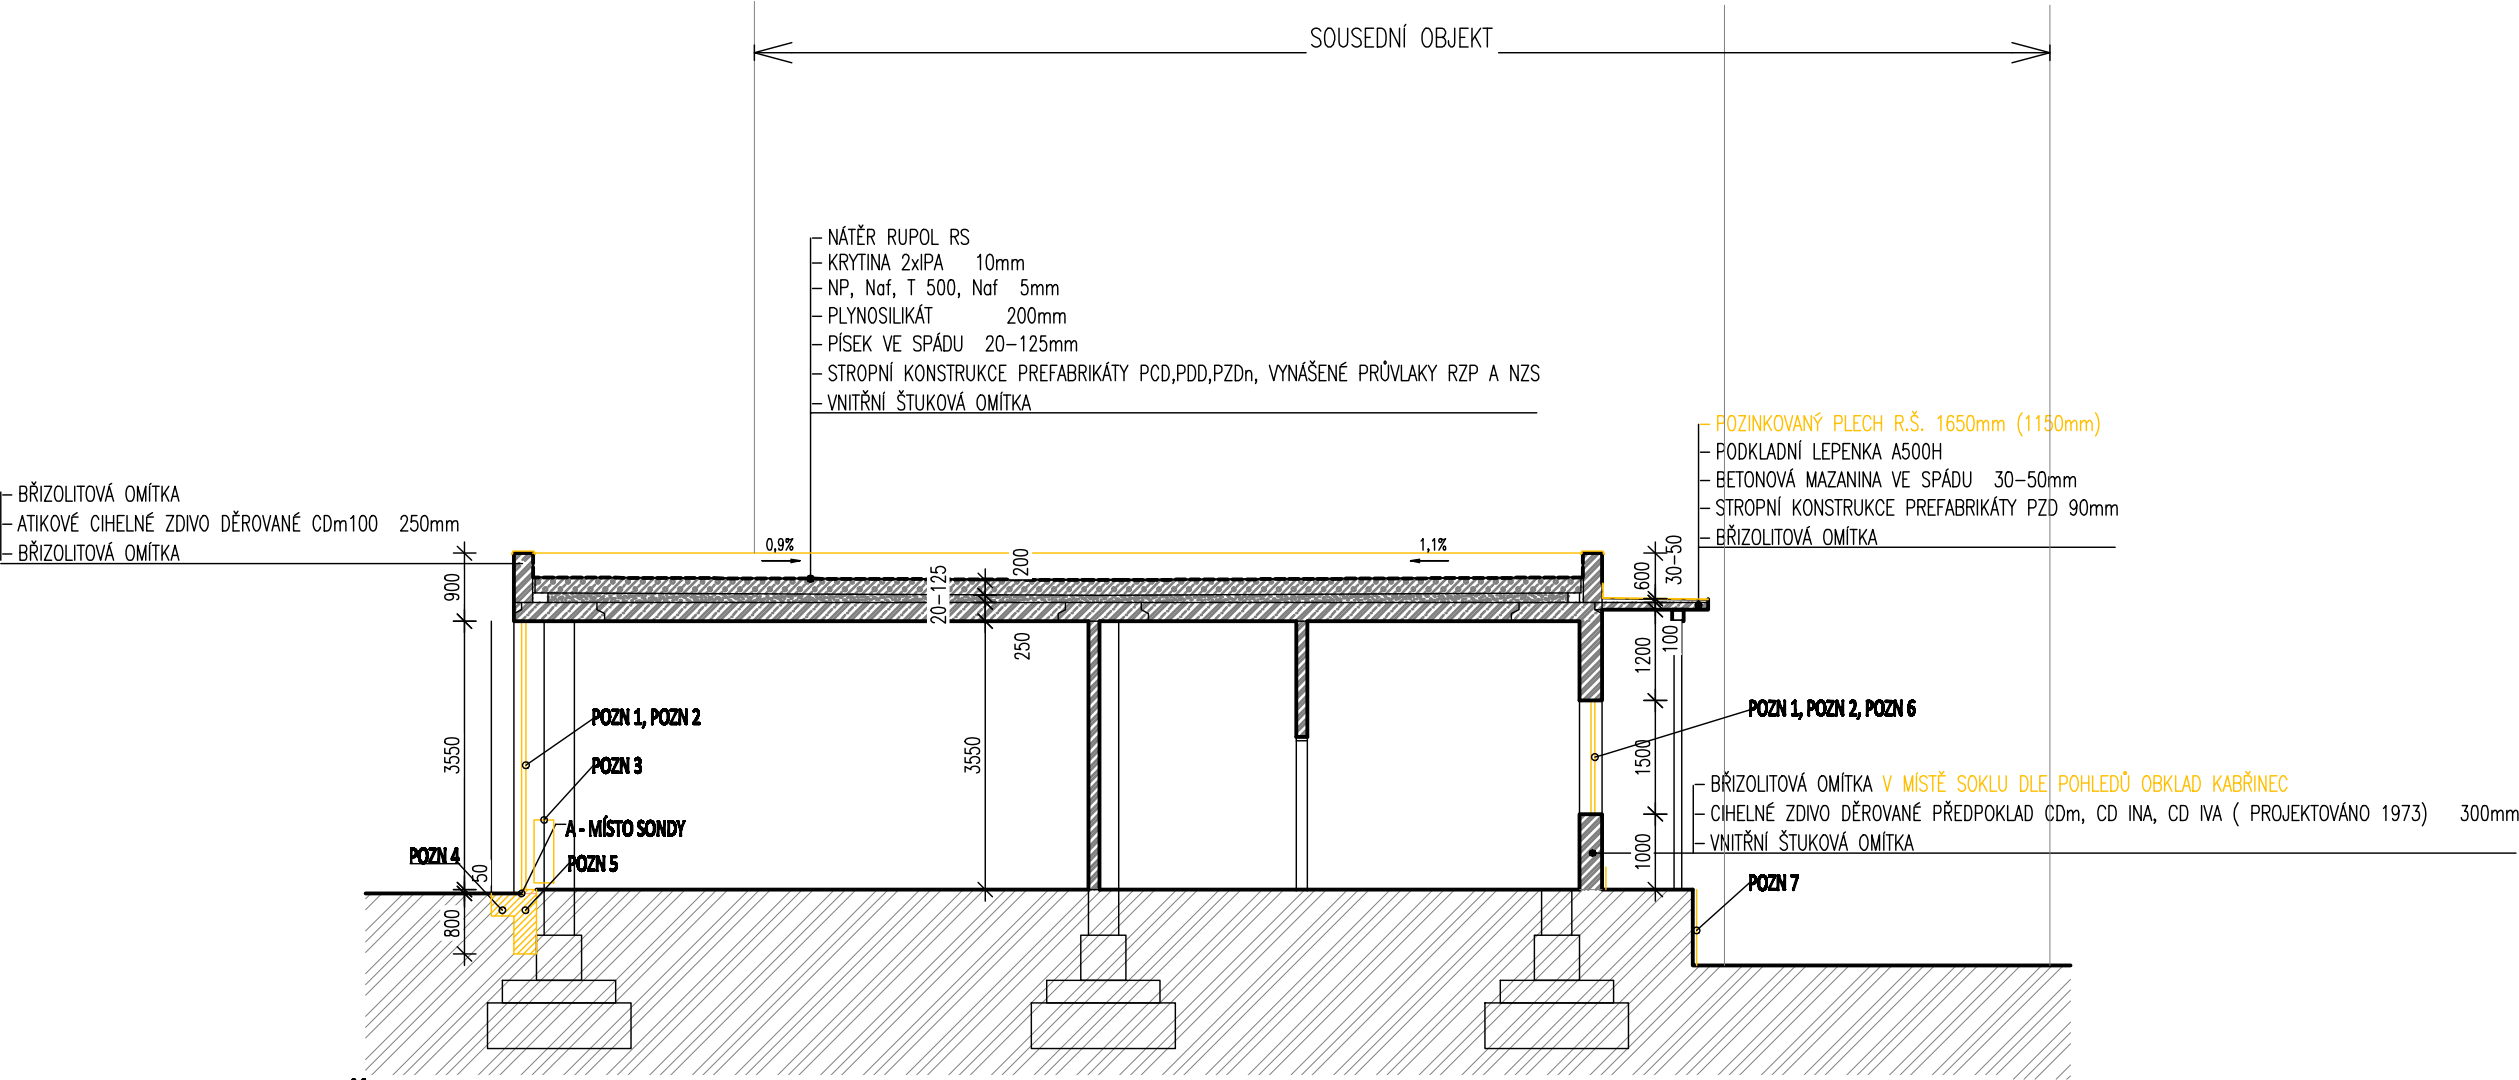 SOUSEDNÍ OBJEKT
NÁTĚR RUPOL RS
KRYTINA 2xIPA 10mm
NP, Naf, T 500, Naf 5mm
PLYNOSILIKÁT 200mm
PÍSEK VE SPÁDU 20-125mm
STROPNÍ KONSTRUKCE PREFABRIKÁTY PCD,PDD,PZDn, VYNÁŠENÉ PRŮVLAKY RZP A NZS
VNITŘNÍ ŠTUKOVÁ OMÍTKA
POZINKOVANÝ PLECH R.Š. 1650mm (1150mm)
PODKLADNÍ LEPENKA A500H
BETONOVÁ MAZANINA VE SPÁDU 30-50mm
STROPNÍ KONSTRUKCE PREFABRIKÁTY PZD 90mm
BŘIZOLITOVÁ OMÍTKA
BŘIZOLITOVÁ OMÍTKA
ATIKOVÉ CIHELNÉ ZDIVO DĚROVANÉ CDm100 250mm
BŘIZOLITOVÁ OMÍTKA
0,9%
1,1%
900
3550
50
800
200
20-125
250
3550
600
30-50
100
1200
1500
1000
POZN 1, POZN 2
POZN 3
A - MÍSTO SONDY
POZN 4
POZN 5
POZN 1, POZN 2, POZN 6
BŘIZOLITOVÁ OMÍTKA V MÍSTĚ SOKLU DLE POHLEDŮ OBKLAD KABŘINEC
CIHELNÉ ZDIVO DĚROVANÉ PŘEDPOKLAD CDm, CD INA, CD IVA ( PROJEKTOVÁNO 1973) 300mm
VNITŘNÍ ŠTUKOVÁ OMÍTKA
POZN 7